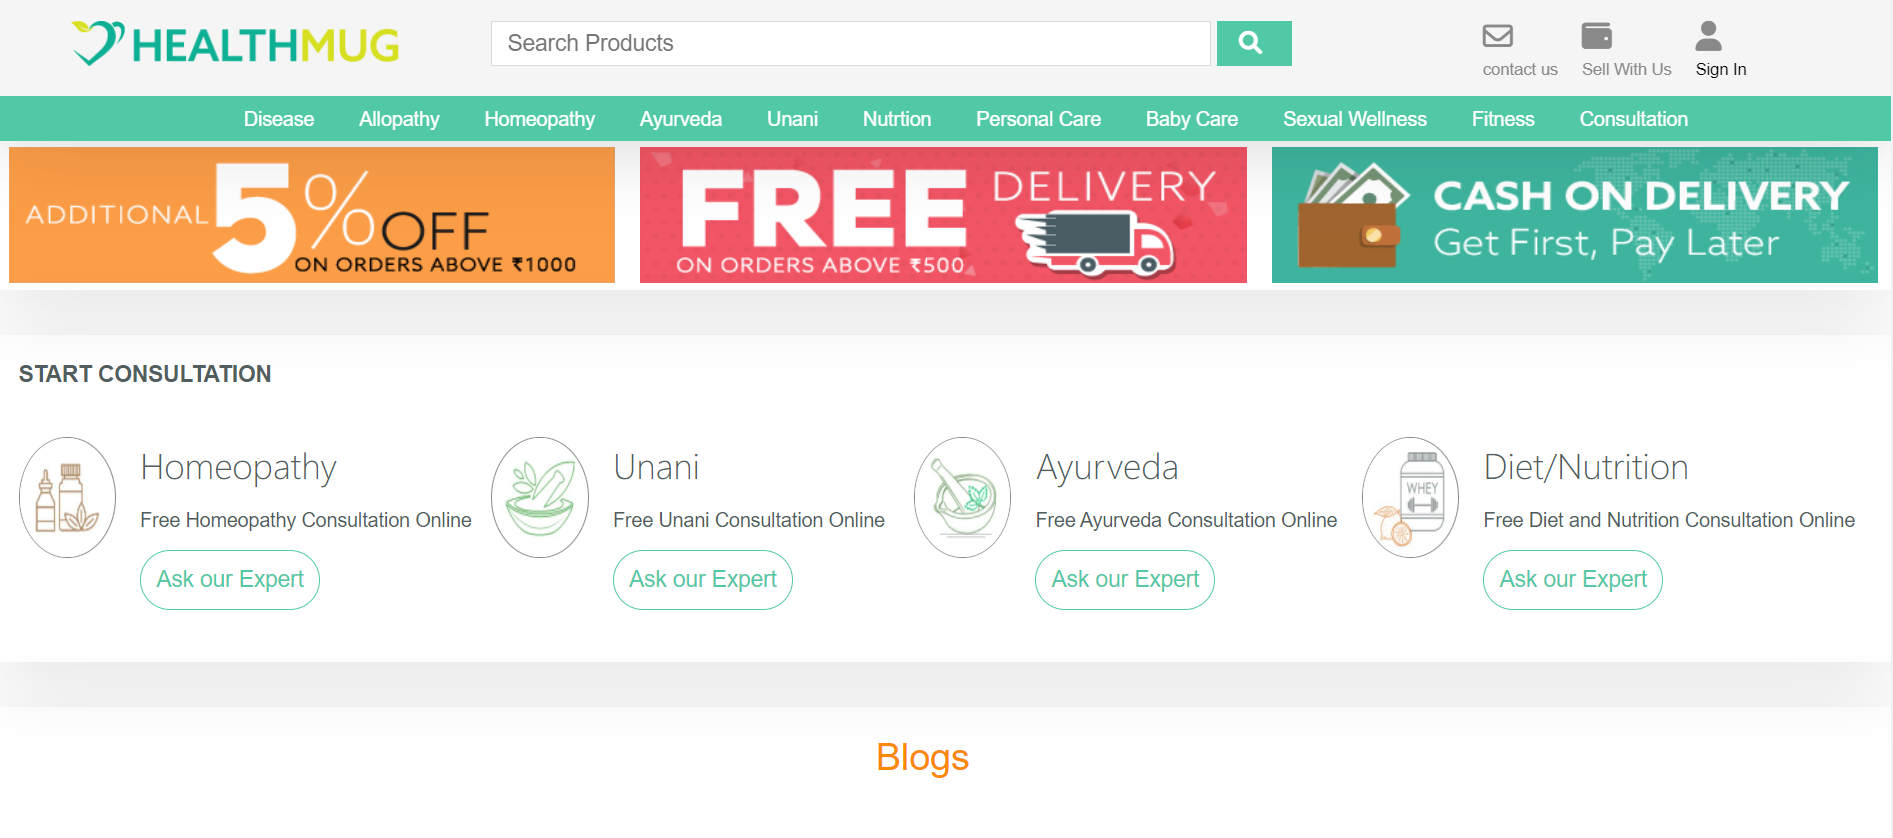 HEALTHMUG
Search Products
contact us
Sell With Us
Sign In
Disease
Allopathy
Homeopathy
Ayurveda
Unani
Nutrtion
Personal Care
Baby Care
Sexual Wellness
Fitness
Consultation
ADDITIONAL 5% OFF
ON ORDERS ABOVE ₹1000
FREE DELIVERY
ON ORDERS ABOVE ₹500
CASH ON DELIVERY
Get First, Pay Later
START CONSULTATION
Homeopathy
Free Homeopathy Consultation Online
Ask our Expert
Unani
Free Unani Consultation Online
Ask our Expert
Ayurveda
Free Ayurveda Consultation Online
Ask our Expert
WHEY
Diet/Nutrition
Free Diet and Nutrition Consultation Online
Ask our Expert
Blogs